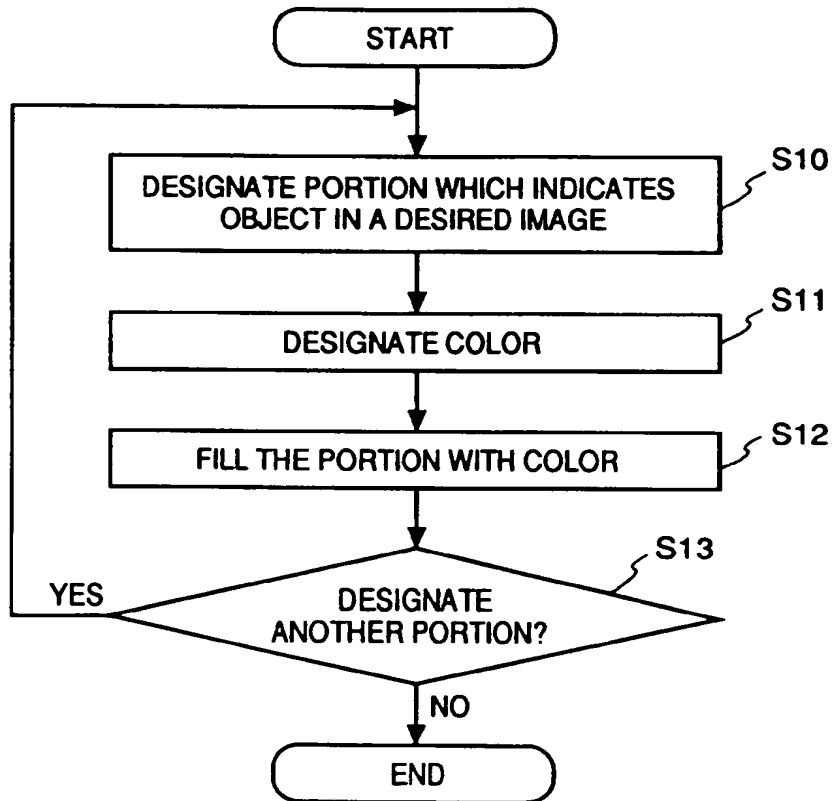 START
DESIGNATE PORTION WHICH INDICATES
OBJECT IN A DESIRED IMAGE
S10
DESIGNATE COLOR
S11
FILL THE PORTION WITH COLOR
S12
DESIGNATE
ANOTHER PORTION?
S13
YES
NO
END